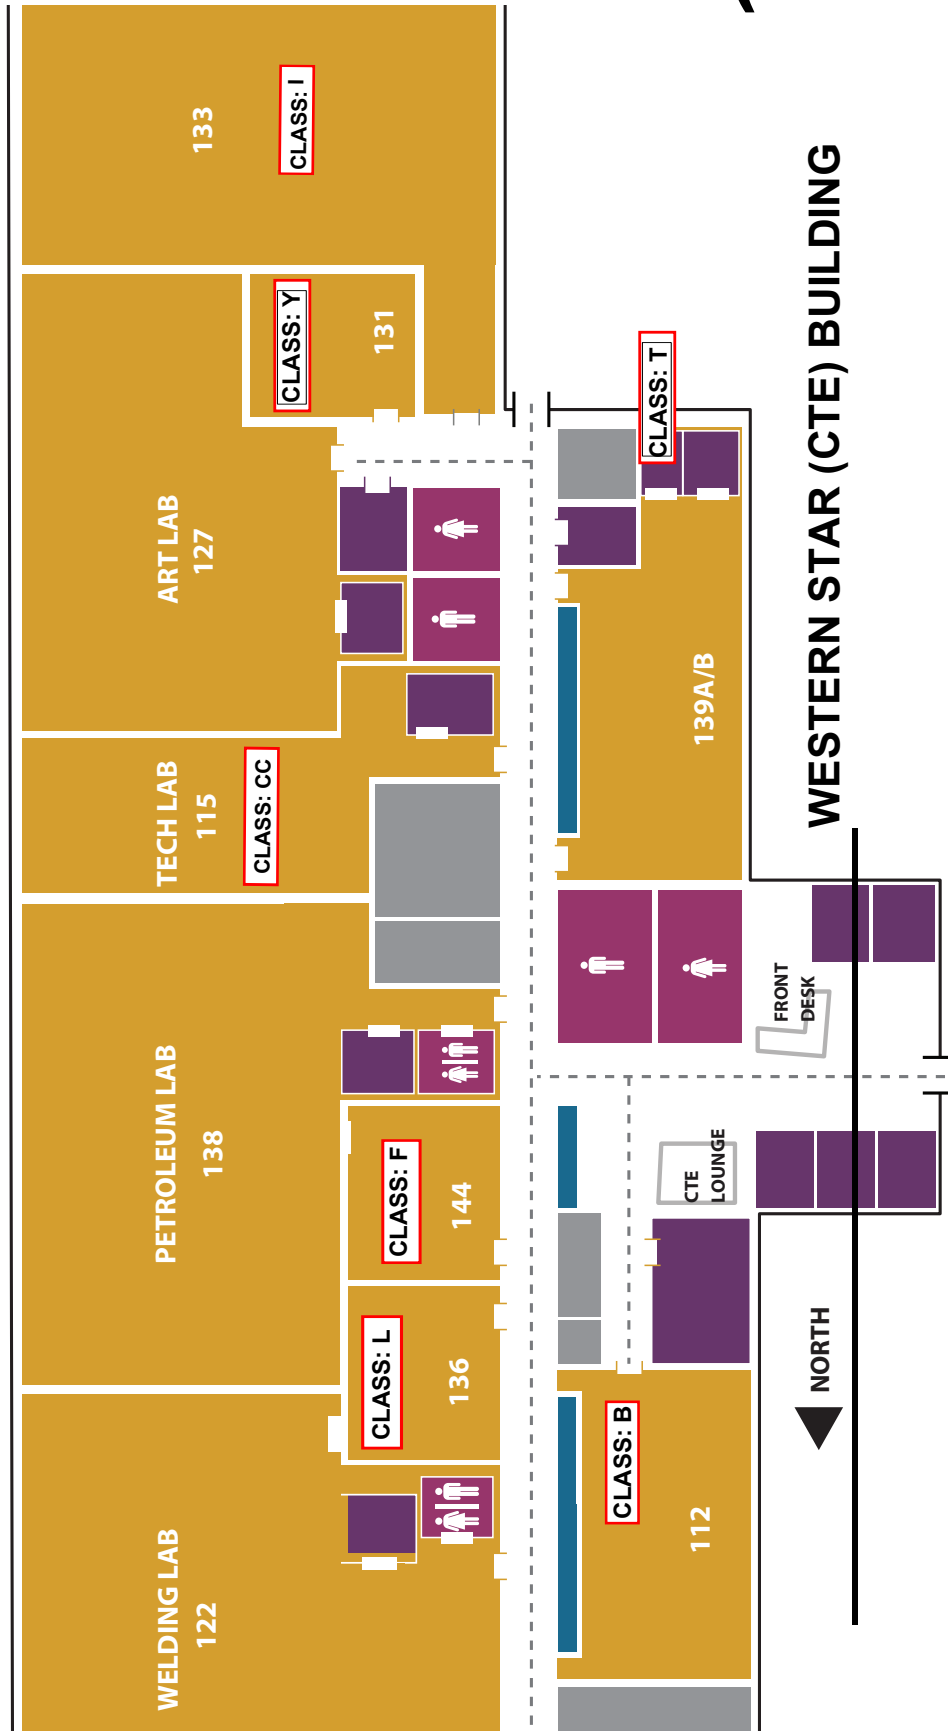 WELDING LAB
122
PETROLEUM LAB
138
TECH LAB
115
CLASS: CC
ART LAB
127
133
CLASS: I
CLASS: Y
131
CLASS: L
136
CLASS: F
144
CLASS: B
112
CTE
LOUNGE
FRONT
DESK
139A/B
CLASS: T
NORTH
WESTERN STAR (CTE) BUILDING